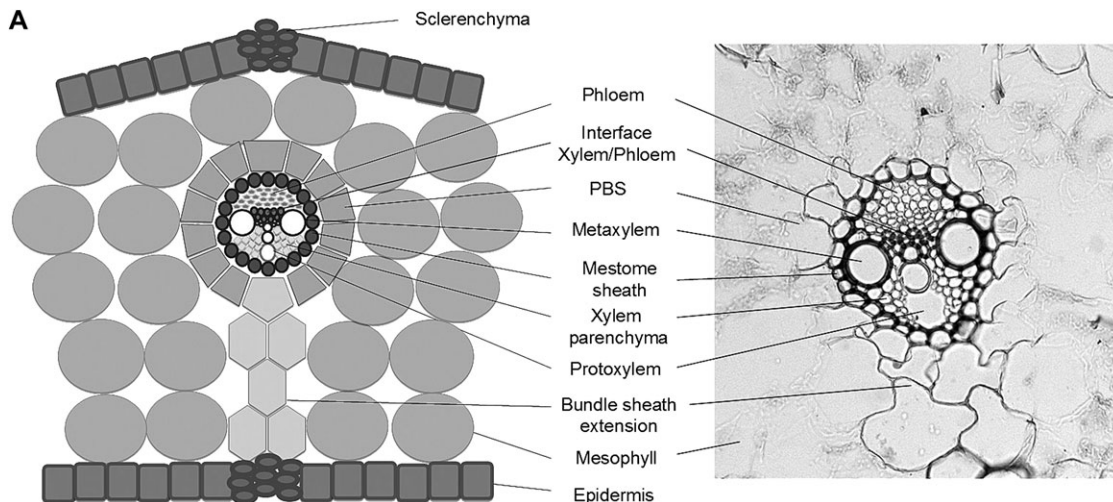 A
Sclerenchyma
Phloem
Interface
Xylem/Phloem
PBS
Metaxylem
Mestome
sheath
Xylem
parenchyma
Protoxylem
Bundle sheath
extension
Mesophyll
Epidermis